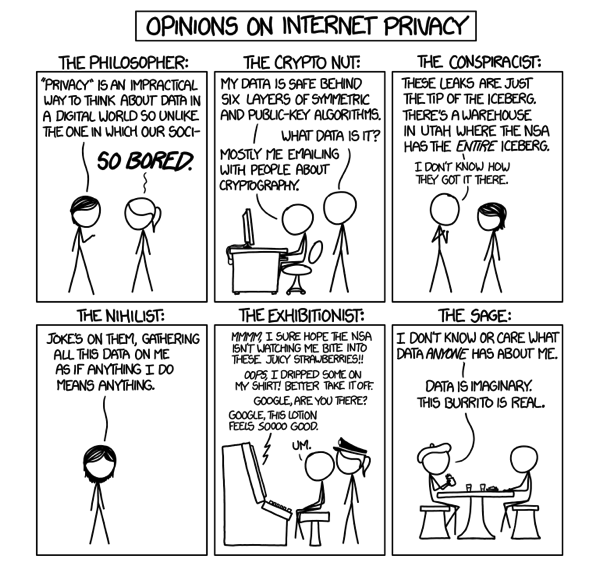 OPINIONS ON INTERNET PRIVACY
THE PHILOSOPHER:
"PRIVACY" IS AN IMPRACTICAL
WAY TO THINK ABOUT DATA IN
A DIGITAL WORLD SO UNLIKE
THE ONE IN WHICH OUR SOCI-
SO BORED.
THE CRYPTO NUT:
MY DATA IS SAFE BEHIND
SIX LAYERS OF SYMMETRIC
AND PUBLIC-KEY ALGORITHMS.
WHAT DATA IS IT?
MOSTLY ME EMAILING
WITH PEOPLE ABOUT
CRYPTOGRAPHY.
THE CONSPIRACIST:
THESE LEAKS ARE JUST
THE TIP OF THE ICEBERG.
THERE'S A WAREHOUSE
IN UTAH WHERE THE NSA
HAS THE ENTIRE ICEBERG.
I DON'T KNOW HOW
THEY GOT IT THERE.
THE NIHILIST:
JOKE'S ON THEM, GATHERING
ALL THIS DATA ON ME
AS IF ANYTHING I DO
MEANS ANYTHING.
THE EXHIBITIONIST:
MMMM, I SURE HOPE THE NSA
ISN'T WATCHING ME BITE INTO
THESE JUICY STRAWBERRIES!!
OOPS, I DRIPPED SOME ON
MY SHIRT! BETTER TAKE IT OFF.
GOOGLE, ARE YOU THERE?
GOOGLE, THIS LOTION
FEELS SOOOO GOOD.
UM.
THE SAGE:
I DON'T KNOW OR CARE WHAT
DATA ANYONE HAS ABOUT ME.
DATA IS IMAGINARY.
THIS BURRITO IS REAL.